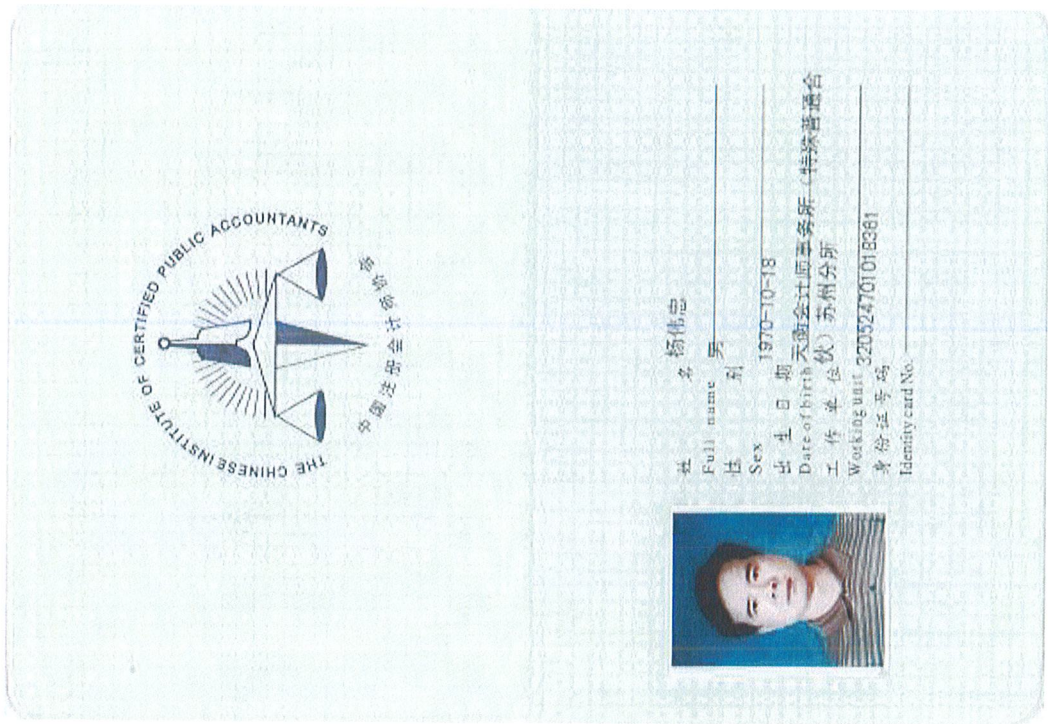 THE CHINESE INSTITUTE OF CERTIFIED PUBLIC ACCOUNTANTS
中国注册会计师协会
姓 名 杨伟忠
Full name
性 别 男
Sex
出 生 日 期 1970-10-18
Date of birth
工 作 单 位 天衡会计师事务所（特殊普通合
伙）苏州分所
Working unit
身份证号码 320524701018381
Identity card No.